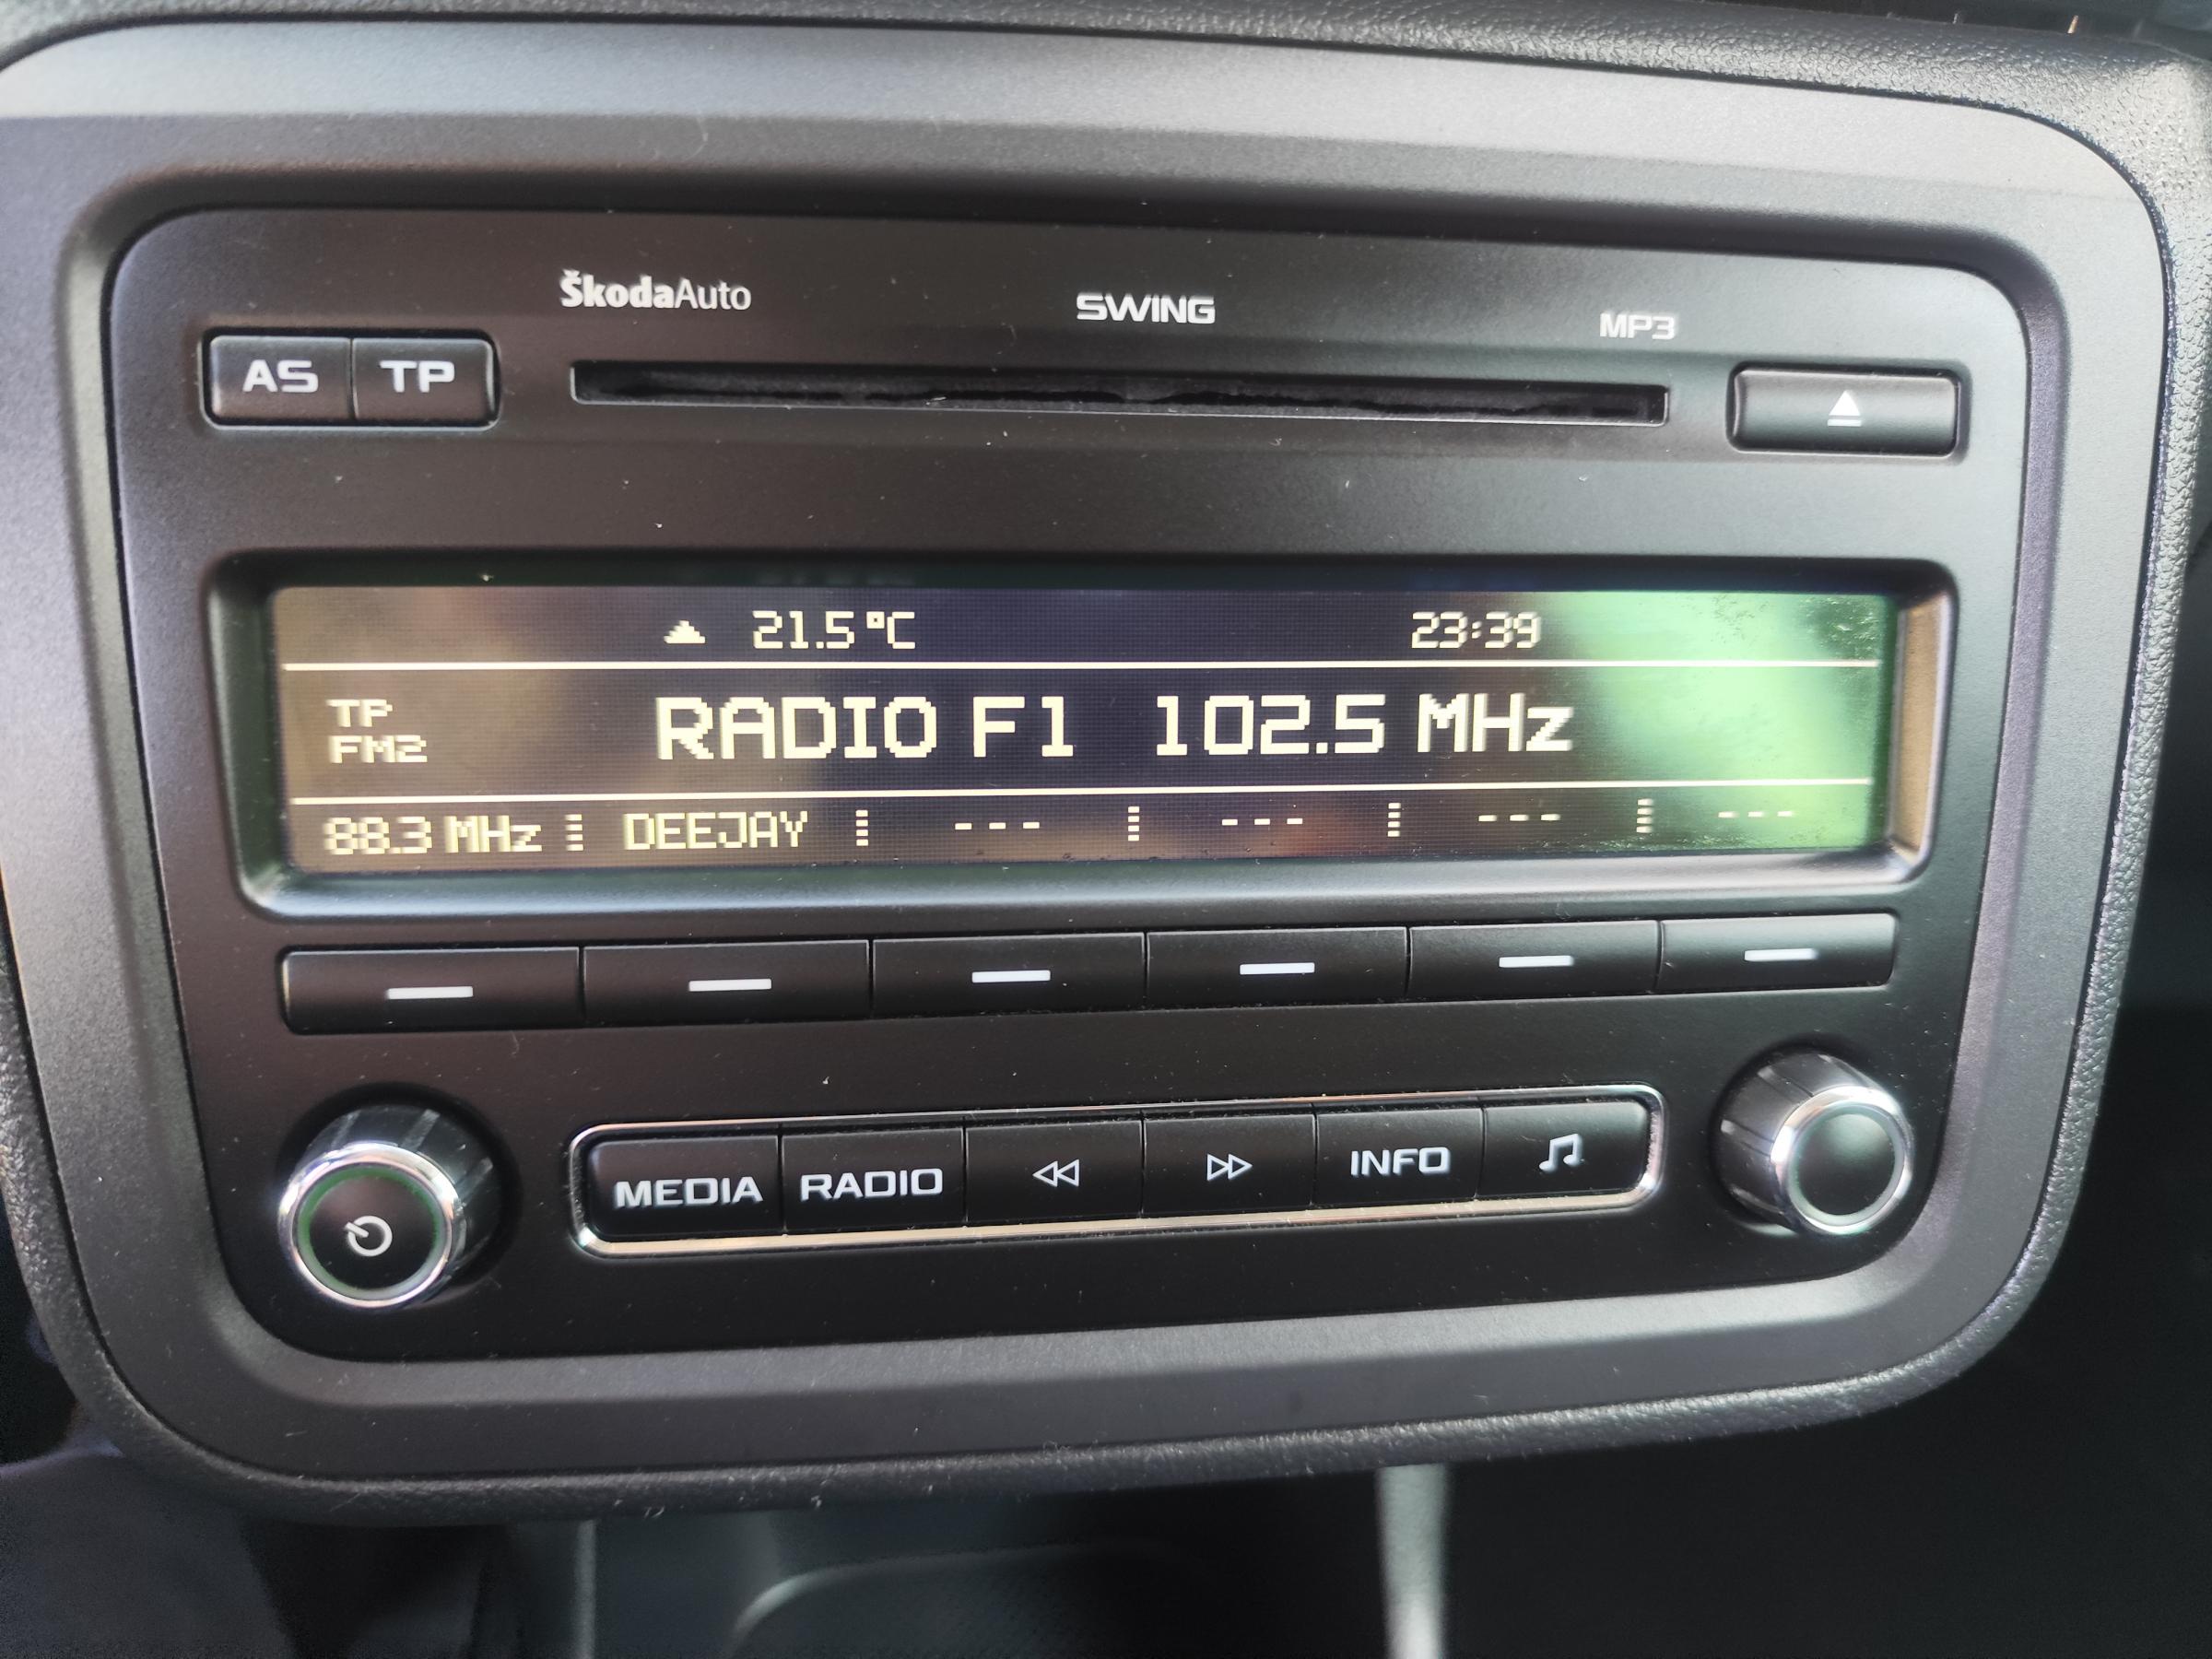 ŠkodaAuto
SWING
MP3
AS TP
21.5°C 23:39
TP
FM2
RADIO F1 102.5 MHz
88.3 MHz DEEJAY --- --- --- ---
MEDIA RADIO INFO